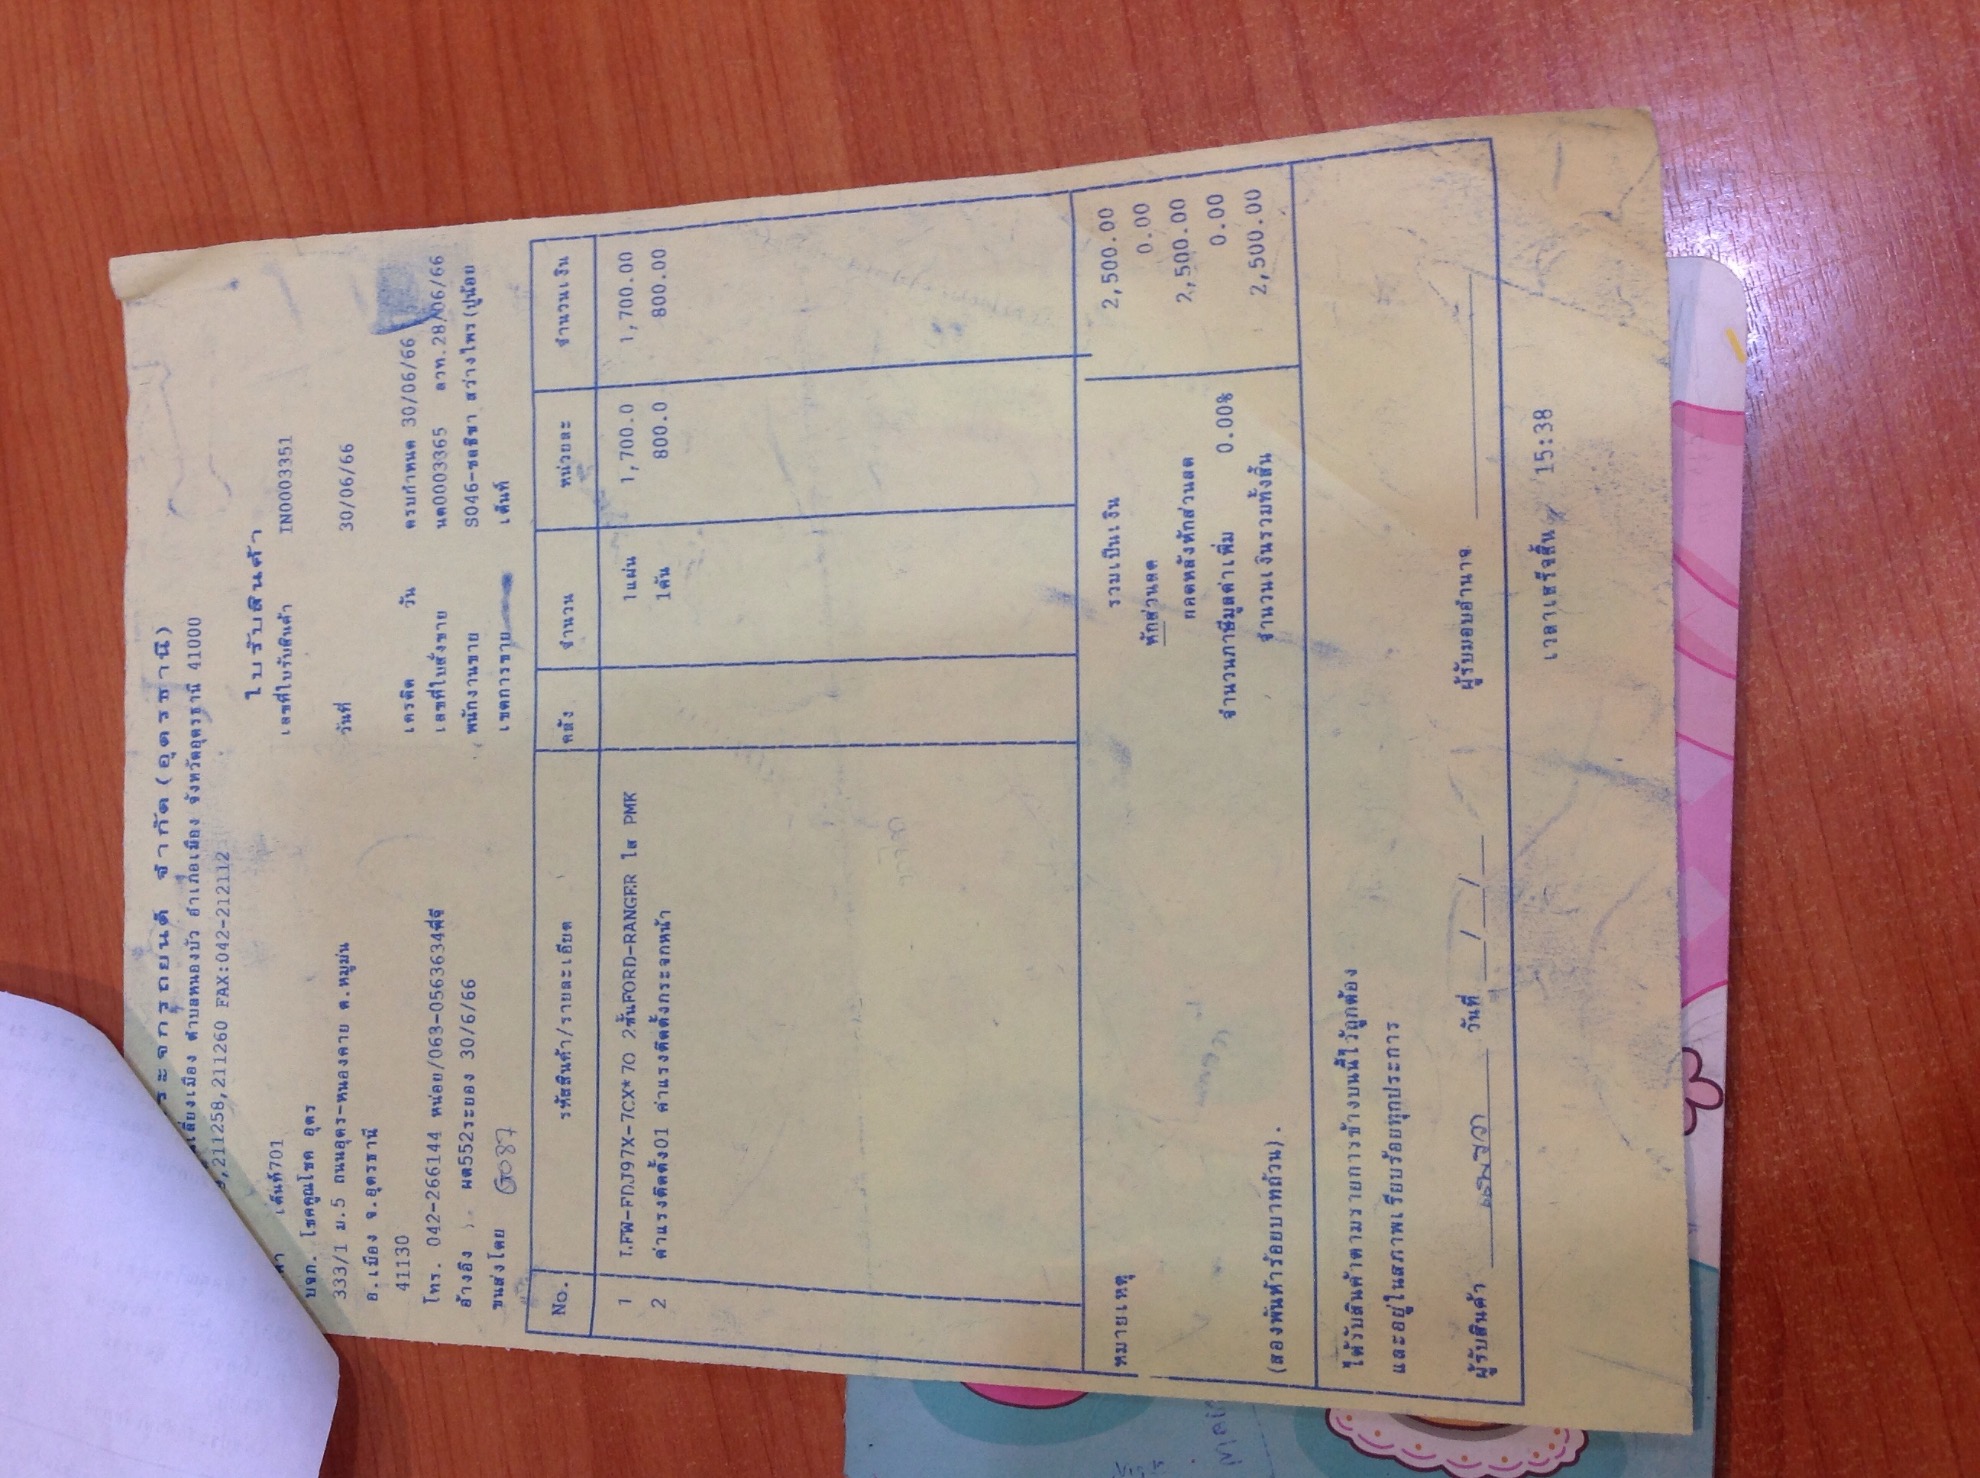 ระจกรถยนต์ จำกัด(อุดรธานี)
เลี่ยงเมือง ตำบลหนองบัว อำเภอเมือง จังหวัดอุดรธานี 41000
,211258,211260 FAX:042-212112
ใบรับสินค้า
เต็นท์701 เลขที่ใบรับสินค้า IN0003351
บจก. โชคคูณโชค อุดร
333/1 ม.5 ถนนอุดร-หนองคาย ต.หมูม่น วันที่ 30/06/66
อ.เมือง จ.อุดรธานี
41130 เครดิต วัน ครบกำหนด 30/06/66
โทร. 042-266144 หน่อย/063-0563634 เลขที่ใบสั่งขาย นด0003365 ลวท.28/06/66
อ้างอิง ผต552ระยอง 30/6/66 พนักงานขาย S046-ชลธิชา สว่างไพร(ปูน้อย
ขนส่งโดย G087 เขตการขาย เต็นท์
No. รหัสสินค้า/รายละเอียด คลัง จำนวน หน่วยละ จำนวนเงิน
1 LFW-FDJ97X-7CX*70 2ชั้นFORD-RANGER ใส PMK 1แผ่น 1,700.0 1,700.00
2 ค่าแรงติดตั้ง01 ค่าแรงติดตั้งกระจกหน้า 1คัน 800.0 800.00
หมายเหตุ รวมเป็นเงิน 2,500.00
หักส่วนลด 0.00
ยอดหลังหักส่วนลด 2,500.00
จำนวนภาษีมูลค่าเพิ่ม 0.00% 0.00
(สองพันห้าร้อยบาทถ้วน). จำนวนเงินรวมทั้งสิ้น 2,500.00
ได้รับสินค้าตามรายการข้างบนนี้ไว้ถูกต้อง
และอยู่ในสภาพเรียบร้อยทุกประการ
ผู้รับสินค้า วันที่ / / ผู้รับมอบอำนาจ
เวลาเสร็จสิ้น 15:38